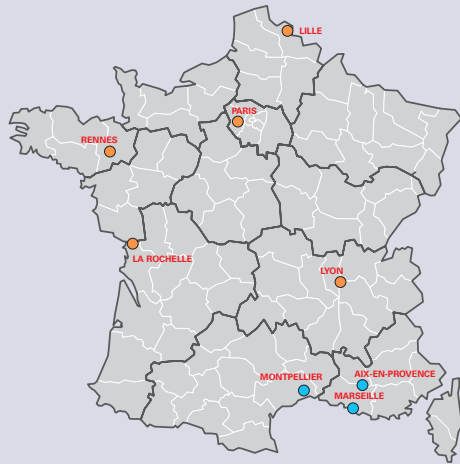 LILLE
PARIS
RENNES
LA ROCHELLE
LYON
MONTPELLIER
AIX-EN-PROVENCE
MARSEILLE